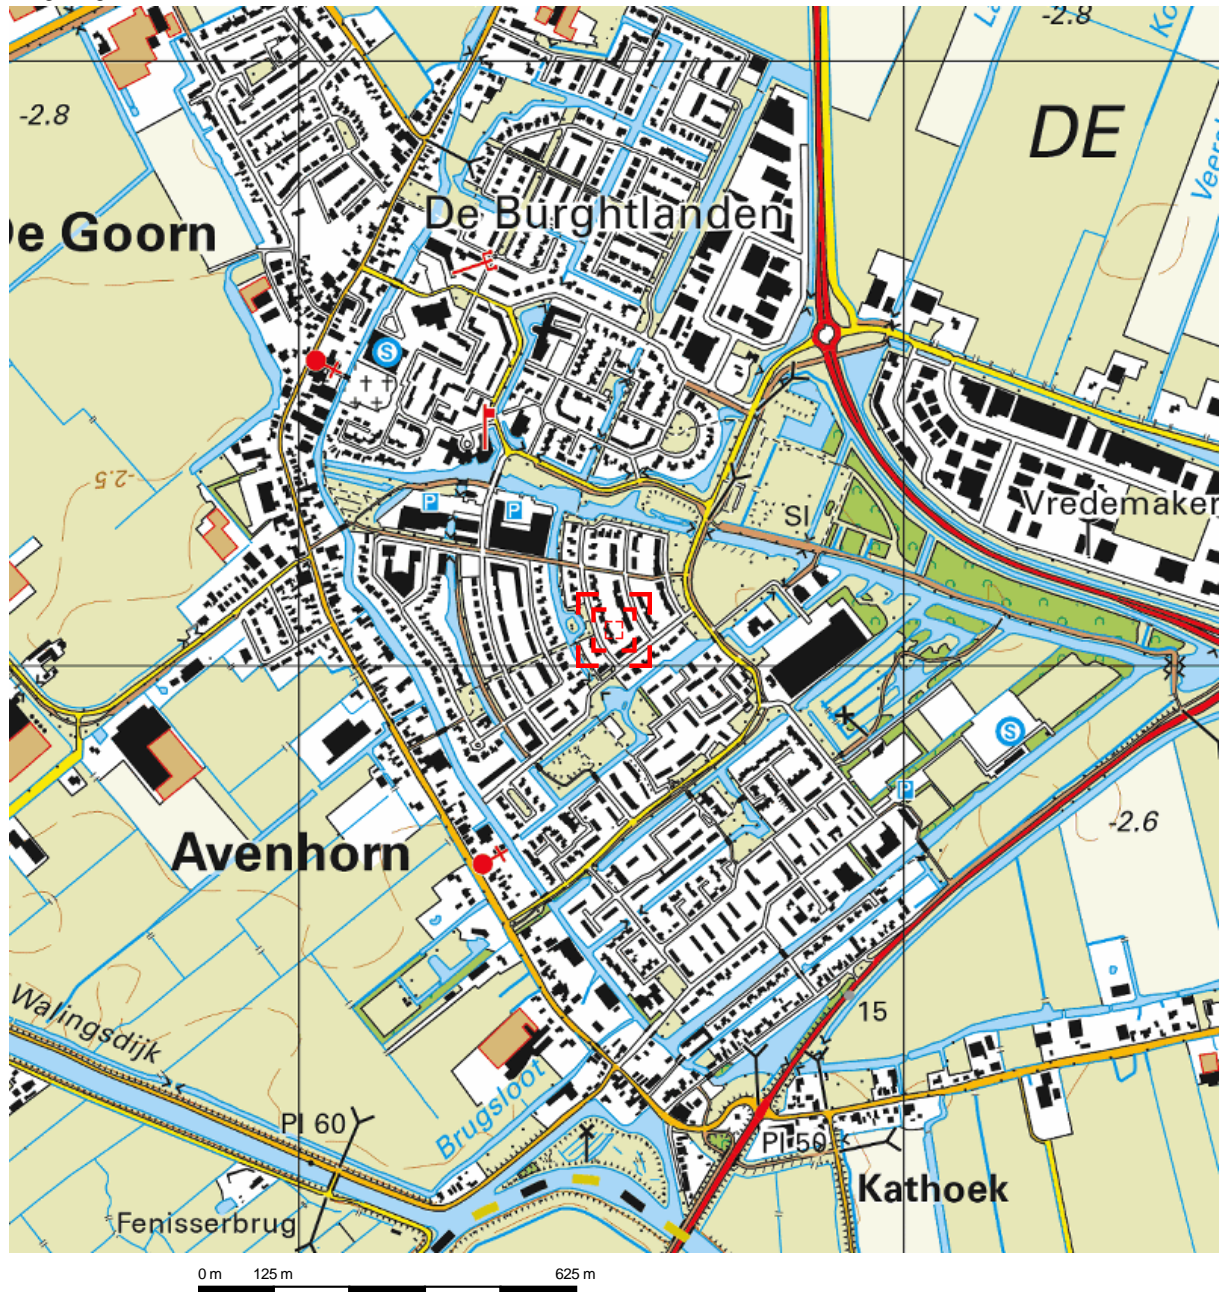 -2.8
-2.8
DE
De Burghtlanden
e Goorn
S
-2.5
P
P
Vredemaker
Sl
S
P
Avenhorn
-2.6
15
Walingsdijk
Brugsloot
Pl 60
Pl 50
Kathoek
Fenisserbrug
0 m 125 m 625 m